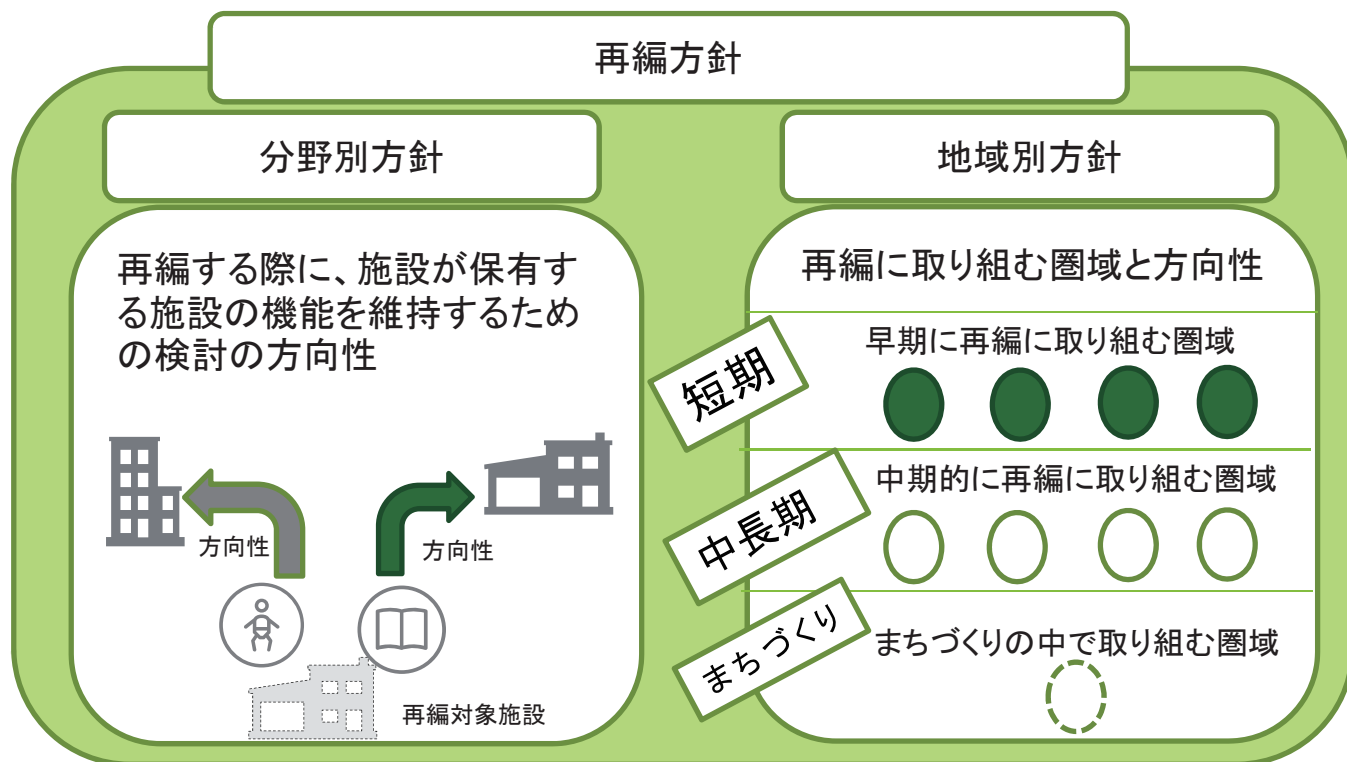 再編方針
分野別方針
再編する際に、施設が保有す
る施設の機能を維持するため
の検討の方向性
方向性
方向性
再編対象施設
地域別方針
再編に取り組む圏域と方向性
短期
早期に再編に取り組む圏域
中長期
中期的に再編に取り組む圏域
まちづくり
まちづくりの中で取り組む圏域